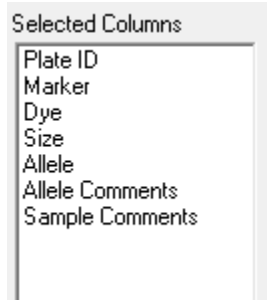 Selected Columns
Plate ID
Marker
Dye
Size
Allele
Allele Comments
Sample Comments